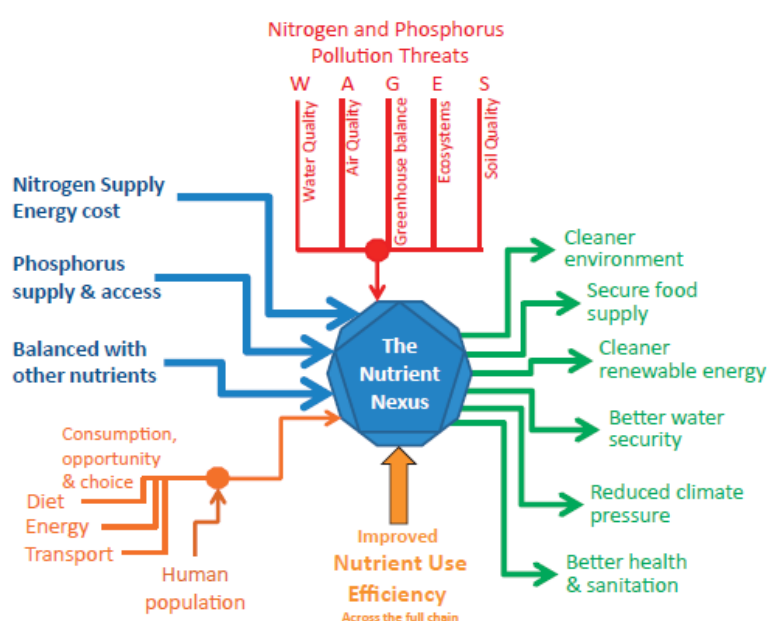 Nitrogen and Phosphorus
Pollution Threats
W A G E S
Water Quality
Air Quality
Greenhouse balance
Ecosystems
Soil Quality
Nitrogen Supply
Energy cost
Phosphorus
supply & access
Balanced with
other nutrients
Consumption,
opportunity
& choice
Diet
Energy
Transport
Human
population
The
Nutrient
Nexus
Improved
Nutrient Use
Efficiency
Across the full chain
Cleaner
environment
Secure food
supply
Cleaner
renewable energy
Better water
security
Reduced climate
pressure
Better health
& sanitation